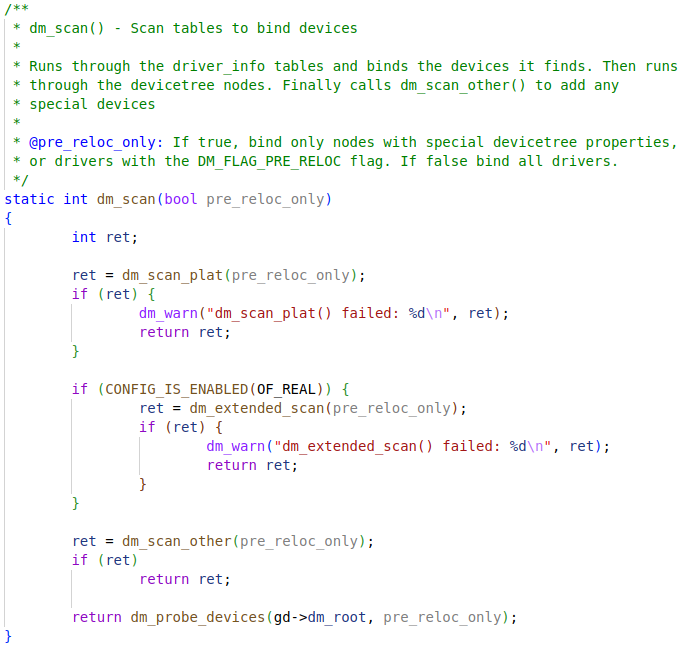 /**
 * dm_scan() - Scan tables to bind devices
 *
 * Runs through the driver_info tables and binds the devices it finds. Then runs
 * through the devicetree nodes. Finally calls dm_scan_other() to add any
 * special devices
 *
 * @pre_reloc_only: If true, bind only nodes with special devicetree properties,
 * or drivers with the DM_FLAG_PRE_RELOC flag. If false bind all drivers.
 */
static int dm_scan(bool pre_reloc_only)
{
        int ret;

        ret = dm_scan_plat(pre_reloc_only);
        if (ret) {
                dm_warn("dm_scan_plat() failed: %d\n", ret);
                return ret;
        }

        if (CONFIG_IS_ENABLED(OF_REAL)) {
                ret = dm_extended_scan(pre_reloc_only);
                if (ret) {
                        dm_warn("dm_extended_scan() failed: %d\n", ret);
                        return ret;
                }
        }

        ret = dm_scan_other(pre_reloc_only);
        if (ret)
                return ret;

        return dm_probe_devices(gd->dm_root, pre_reloc_only);
}